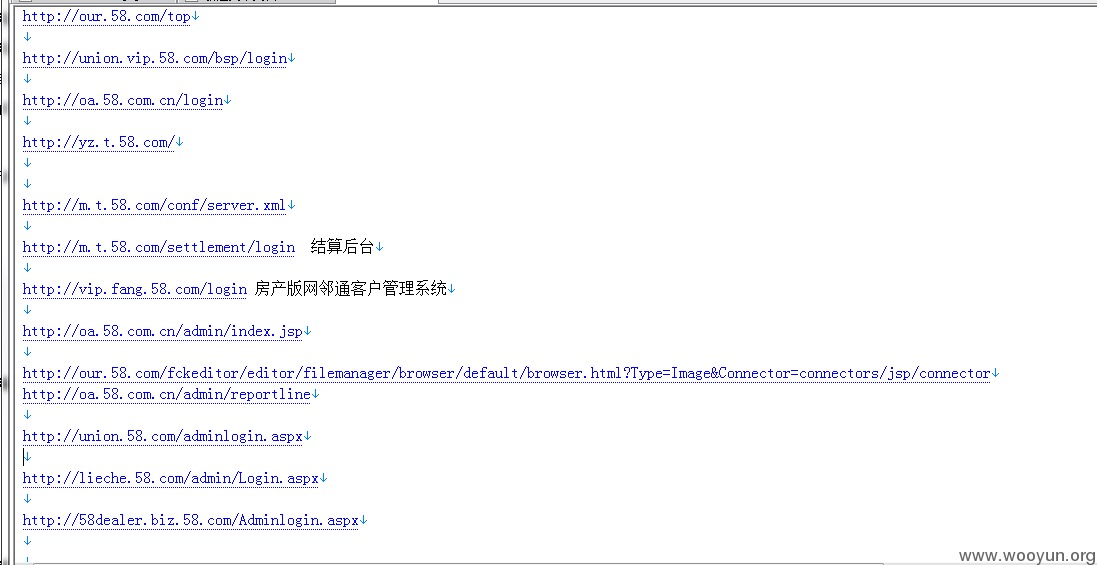 http://our.58.com/top↓
↓
http://union.vip.58.com/bsp/login↓
↓
http://oa.58.com.cn/login↓
↓
http://yz.t.58.com/↓
↓
↓
http://m.t.58.com/conf/server.xml↓
↓
http://m.t.58.com/settlement/login 结算后台↓
↓
http://vip.fang.58.com/login 房产版网邻通客户管理系统↓
↓
http://oa.58.com.cn/admin/index.jsp↓
↓
http://our.58.com/fckeditor/editor/filemanager/browser/default/browser.html?Type=Image&Connector=connectors/jsp/connector↓
http://oa.58.com.cn/admin/reportline↓
↓
http://union.58.com/adminlogin.aspx↓
↓
http://lieche.58.com/admin/Login.aspx↓
↓
http://58dealer.biz.58.com/Adminlogin.aspx↓
↓
www.wooyun.org